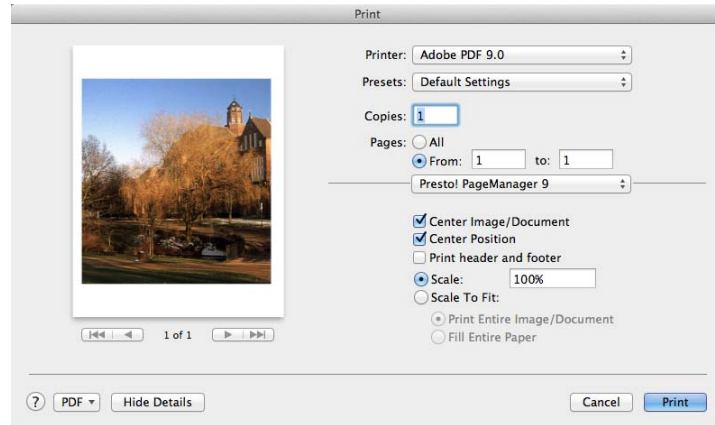 Print
Printer: Adobe PDF 9.0
Presets: Default Settings
Copies: 1
Pages: All
From: 1 to: 1
Presto! PageManager 9
Center Image/Document
Center Position
Print header and footer
Scale: 100%
Scale To Fit:
Print Entire Image/Document
Fill Entire Paper
1 of 1
? PDF Hide Details Cancel Print